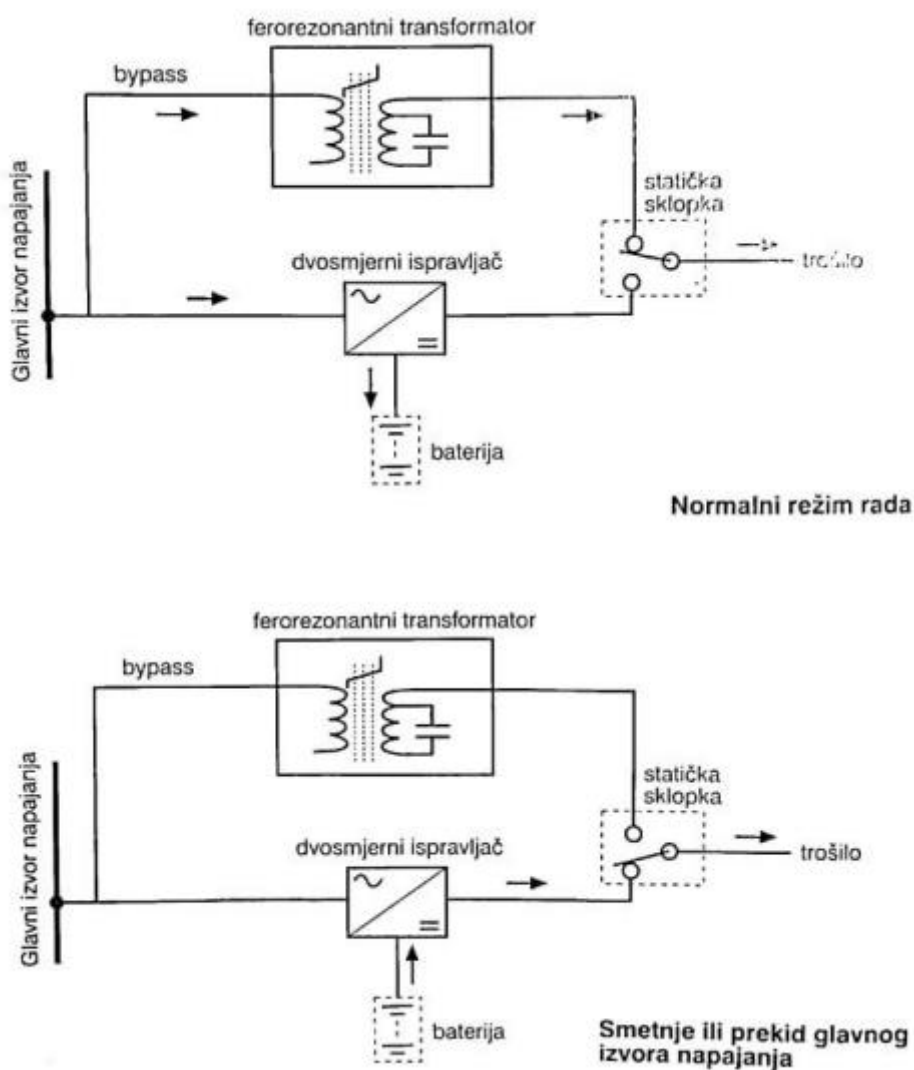 ferorezonantni transformator
bypass
Glavni izvor napajanja
statička
sklopka
trošilo
dvosmjerni ispravljač
baterija
Normalni režim rada
ferorezonantni transformator
bypass
Glavni izvor napajanja
statička
sklopka
trošilo
dvosmjerni ispravljač
baterija
Smetnje ili prekid glavnog
izvora napajanja